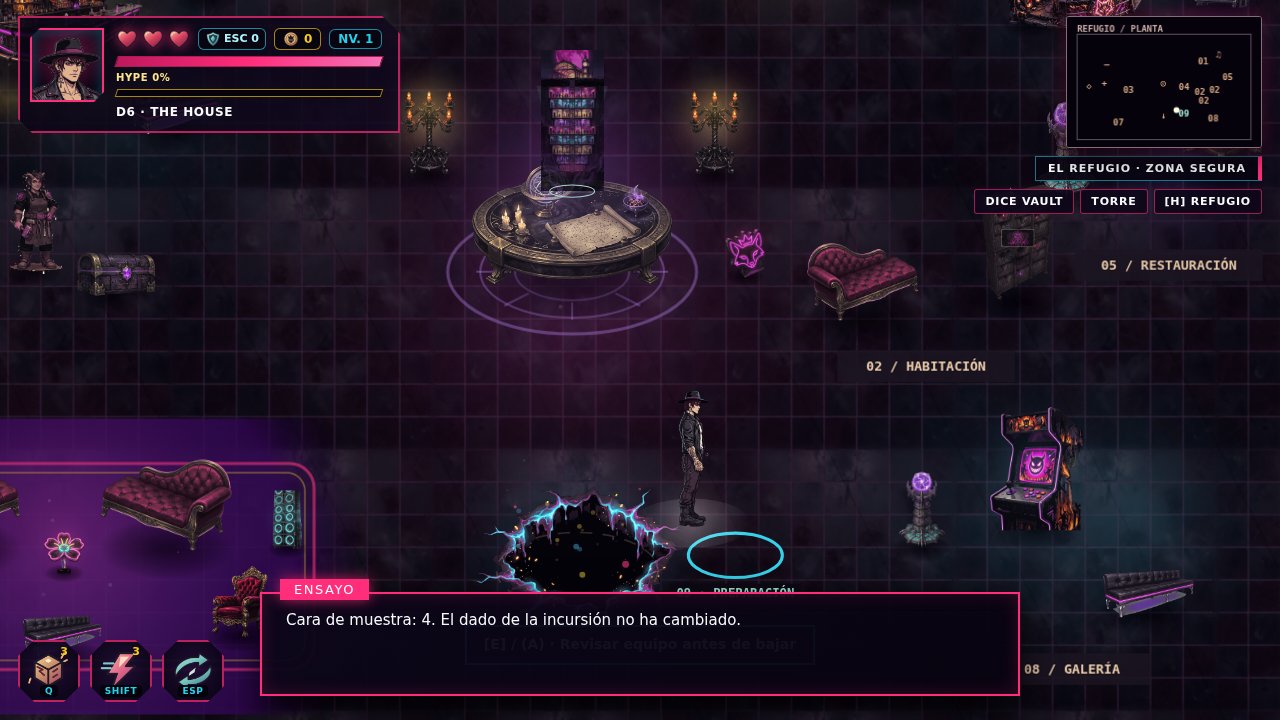 ESC 0
0
NV. 1
HYPE 0%
D6 · THE HOUSE
REFUGIO / PLANTA
01
05
03
04
02
02
02
09
08
07
EL REFUGIO · ZONA SEGURA
DICE VAULT
TORRE
[H] REFUGIO
05 / RESTAURACIÓN
02 / HABITACIÓN
ENSAYO
Cara de muestra: 4. El dado de la incursión no ha cambiado.
[E] / (A) · Revisar equipo antes de bajar
08 / GALERÍA
3
Q
3
SHIFT
ESP